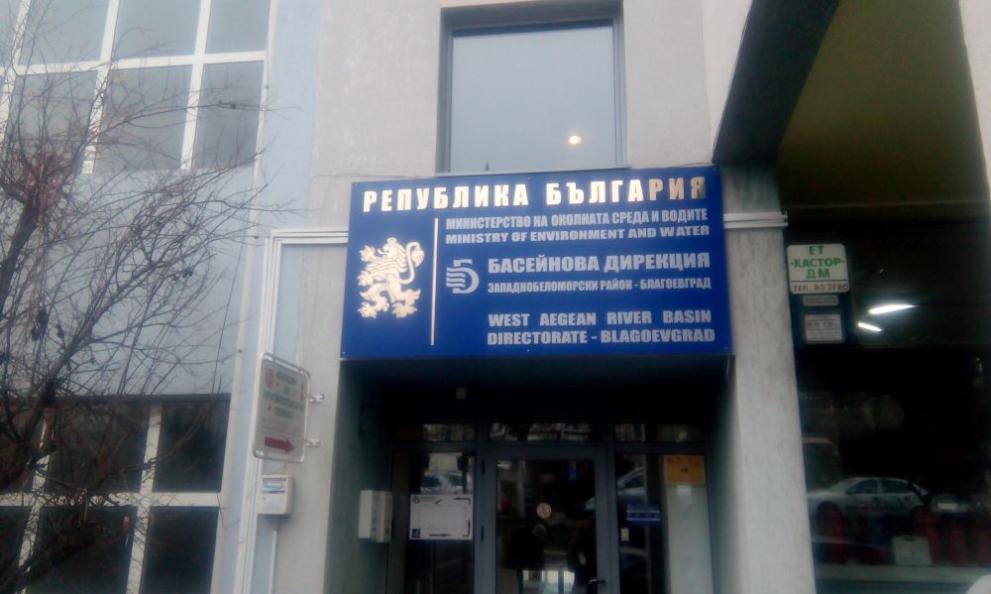 РЕПУБЛИКА БЪЛГАРИЯ
МИНИСТЕРСТВО НА ОКОЛНАТА СРЕДА И ВОДИТЕ
MINISTRY OF ENVIRONMENT AND WATER
БАСЕЙНОВА ДИРЕКЦИЯ
ЗАПАДНОБЕЛОМОРСКИ РАЙОН - БЛАГОЕВГРАД
WEST AEGEAN RIVER BASIN
DIRECTORATE - BLAGOEVGRAD
ЕТ
-КАСТОР-
ДМ
ТЕЛ.